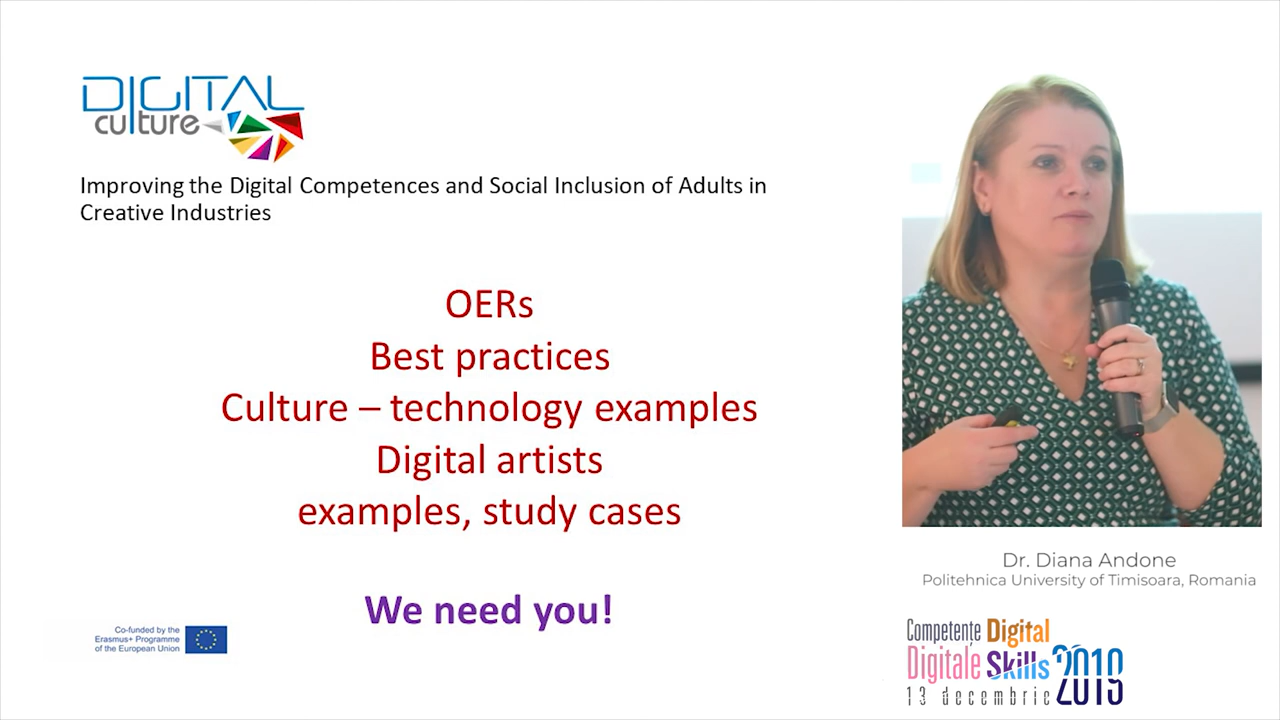 DIGITAL
culture
Improving the Digital Competences and Social Inclusion of Adults in
Creative Industries
OERs
Best practices
Culture – technology examples
Digital artists
examples, study cases
We need you!
Co-funded by the
Erasmus+ Programme
of the European Union
Dr. Diana Andone
Politehnica University of Timisoara, Romania
Competențe Digital
Digitale Skills 2019
13 decembrie